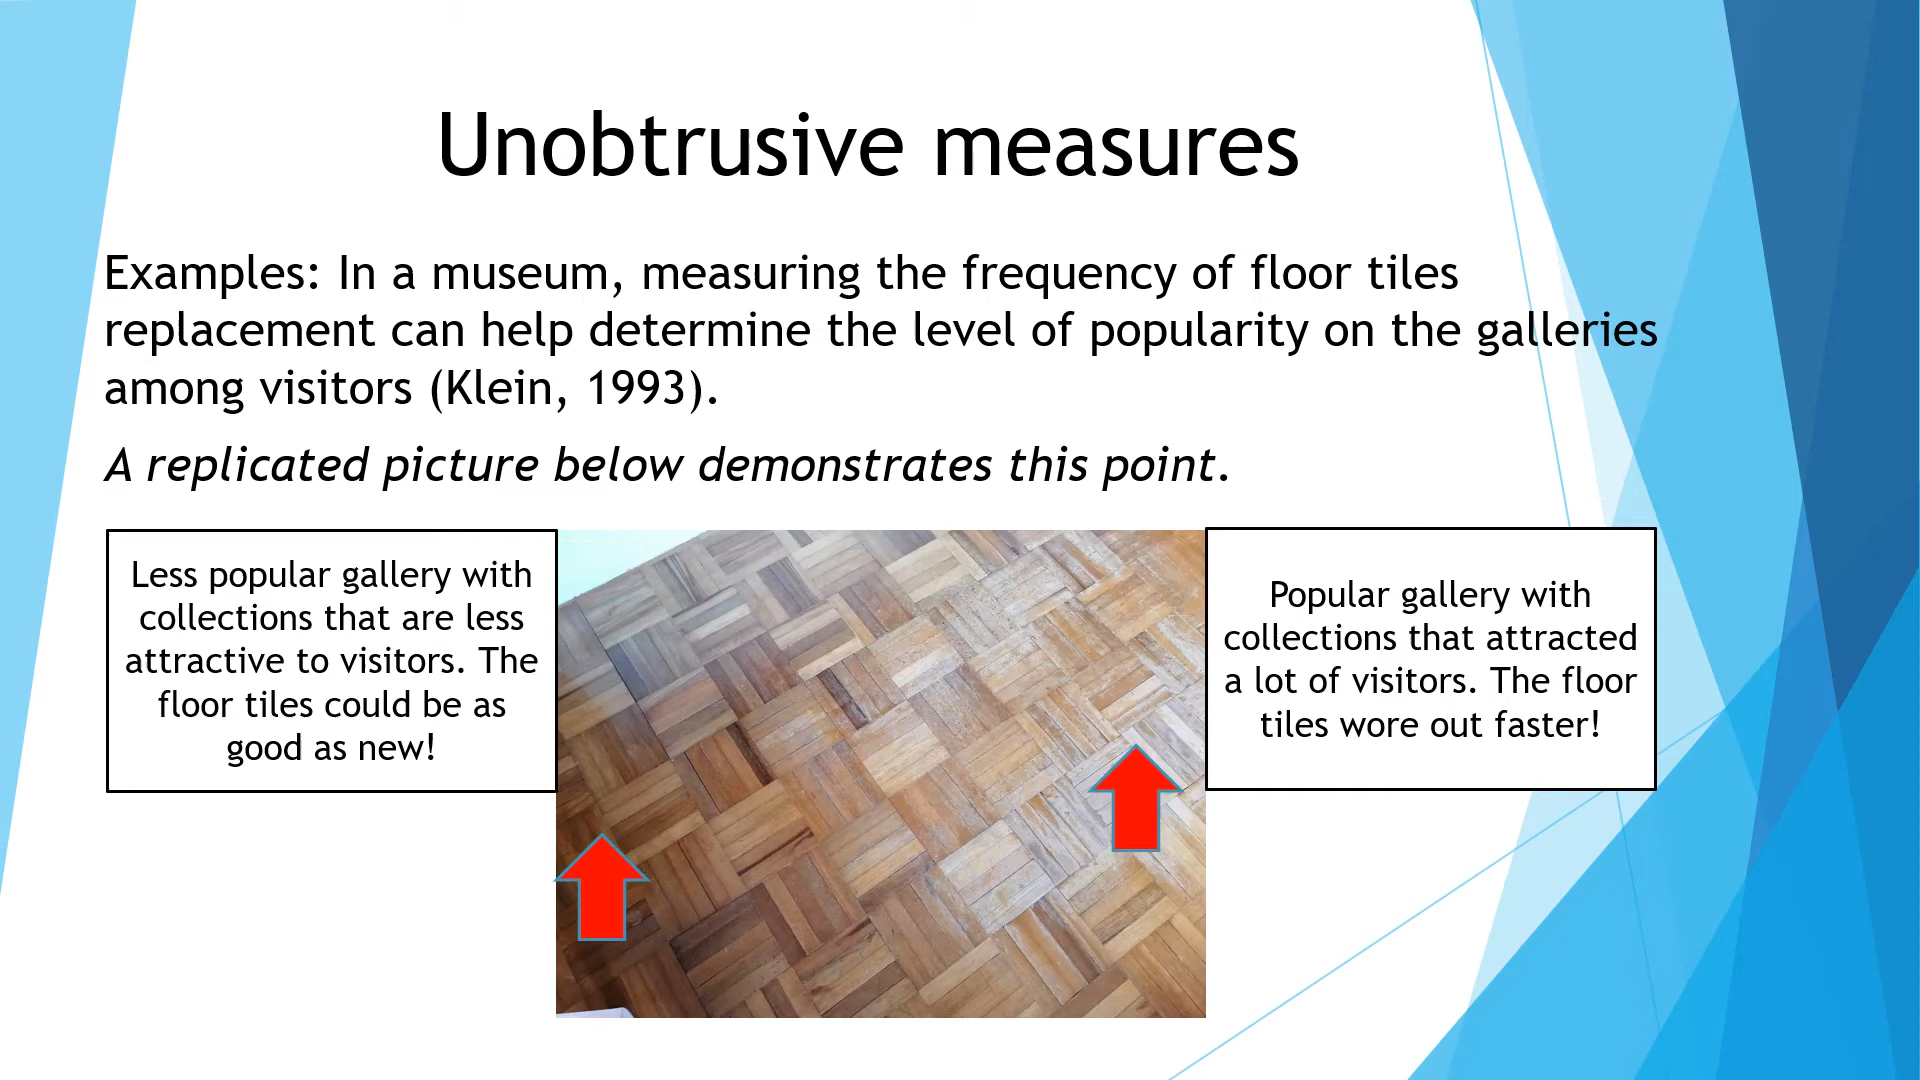 Unobtrusive measures
Examples: In a museum, measuring the frequency of floor tiles
replacement can help determine the level of popularity on the galleries
among visitors (Klein, 1993).
A replicated picture below demonstrates this point.
Less popular gallery with
collections that are less
attractive to visitors. The
floor tiles could be as
good as new!
Popular gallery with
collections that attracted
a lot of visitors. The floor
tiles wore out faster!